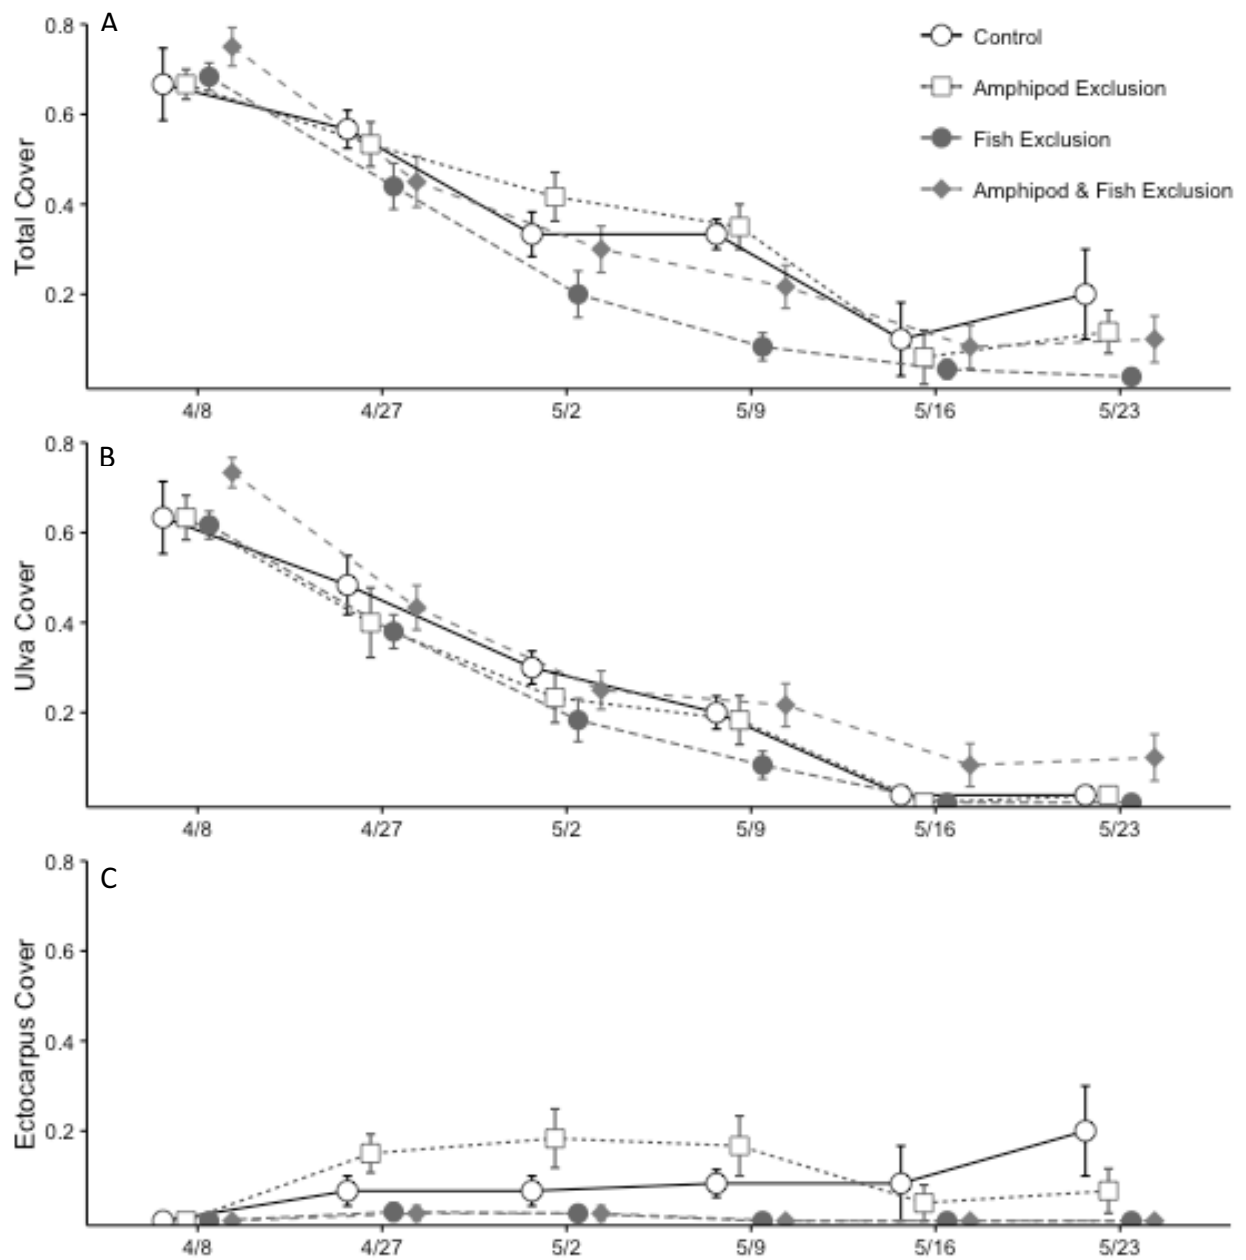 A
Total Cover
0.8
0.6
0.4
0.2
Control
Amphipod Exclusion
Fish Exclusion
Amphipod & Fish Exclusion
4/8 4/27 5/2 5/9 5/16 5/23
B
Ulva Cover
0.8
0.6
0.4
0.2
4/8 4/27 5/2 5/9 5/16 5/23
C
Ectocarpus Cover
0.8
0.6
0.4
0.2
4/8 4/27 5/2 5/9 5/16 5/23